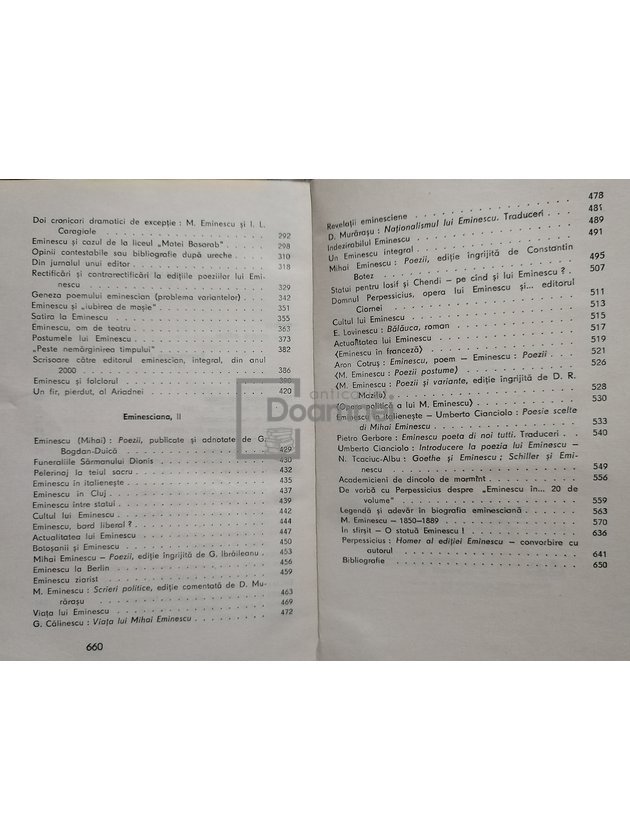 Doi cronicari dramatici de excepție : M. Eminescu și I. L.
Caragiale . . . 292
Eminescu și cazul de la liceul „Matei Basarab" . . . 298
Opinii contestabile sau bibliografie după ureche . . . 310
Din jurnalul unui editor . . . 318
Rectificări și contrarectificări la edițiile poeziilor lui Emi-
nescu . . . 329
Geneza poemului eminescian (problema variantelor) . . . 342
Eminescu și „iubirea de moșie" . . . 351
Satira la Eminescu . . . 355
Eminescu, om de teatru . . . 363
Postumele lui Eminescu . . . 373
„Peste nemărginirea timpului" . . . 382
Scrisoare către editorul eminescian, integral, din anul
2000 . . . 386
Eminescu și folclorul . . . 390
Un fir, pierdut, al Ariadnei . . . 420
Eminesciana, II
Eminescu (Mihai) : Poezii, publicate și adnotate de G.
Bogdan-Duică . . . 429
Funeraliile Sărmanului Dionis . . . 430
Pelerinaj la teiul sacru . . . 432
Eminescu în italienește . . . 435
Eminescu în Cluj . . . 437
Eminescu între statui . . . 439
Cultul lui Eminescu . . . 442
Eminescu, bard liberal ? . . . 444
Actualitatea lui Eminescu . . . 447
Botoșanii și Eminescu . . . 450
Mihai Eminescu — Poezii, ediție îngrijită de G. Ibrăileanu . . . 453
Eminescu la Berlin . . . 456
Eminescu ziarist . . . 459
M. Eminescu : Scrieri politice, ediție comentată de D. Mu-
rărașu . . . 463
Viața lui Eminescu . . . 469
G. Călinescu : Viața lui Mihai Eminescu . . . 472
660
Revelații eminesciene . . . 478
D. Murărașu : Naționalismul lui Eminescu. Traduceri . . . 481
Indezirabilul Eminescu . . . 489
Un Eminescu integral . . . 491
Mihai Eminescu : Poezii, ediție îngrijită de Constantin
Botez . . . 495
Statui pentru Iosif și Chendi — pe cînd și lui Eminescu ? . . . 507
Domnul Perpessicius, opera lui Eminescu și... editorul
Ciornei . . . 511
Cultul lui Eminescu . . . 513
E. Lovinescu : Bălăuca, roman . . . 515
Actualitatea lui Eminescu . . . 517
⟨Eminescu în franceză⟩ . . . 519
Aron Cotruș : Eminescu, poem — Eminescu : Poezii . . . 521
⟨M. Eminescu : Poezii postume⟩ . . . 526
⟨M. Eminescu : Poezii și variante, ediție îngrijită de D. R.
Mazilu⟩ . . . 528
⟨Opera politică a lui M. Eminescu⟩ . . . 530
Eminescu în italienește — Umberto Cianciolo : Poesie scelte
di Mihai Eminescu . . . 533
Pietro Gerbore : Eminescu poeta di noi tutti. Traduceri . . . 540
Umberto Cianciolo : Introducere la poezia lui Eminescu —
N. Tcaciuc-Albu : Goethe și Eminescu ; Schiller și Emi-
nescu . . . 549
Academicieni de dincolo de mormînt . . . 556
De vorbă cu Perpessicius despre „Eminescu în... 20 de
volume" . . . 559
Legendă și adevăr în biografia eminesciană . . . 563
M. Eminescu — 1850–1889 . . . 570
În sfîrșit — O statuă Eminescu ! . . . 636
Perpessicius : Homer al ediției Eminescu — convorbire cu
autorul . . . 641
Bibliografie . . . 650
anticariat
Doamnei